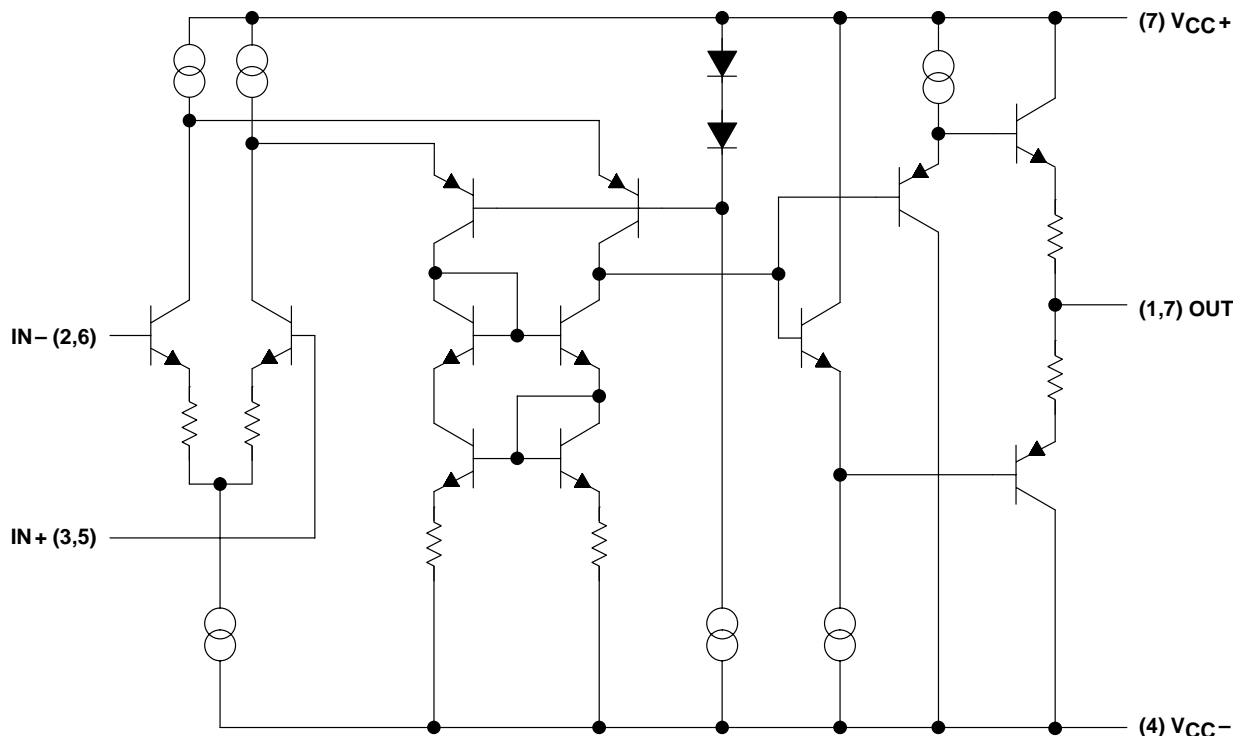 (7) VCC+
IN− (2,6)
(1,7) OUT
IN+ (3,5)
(4) VCC−